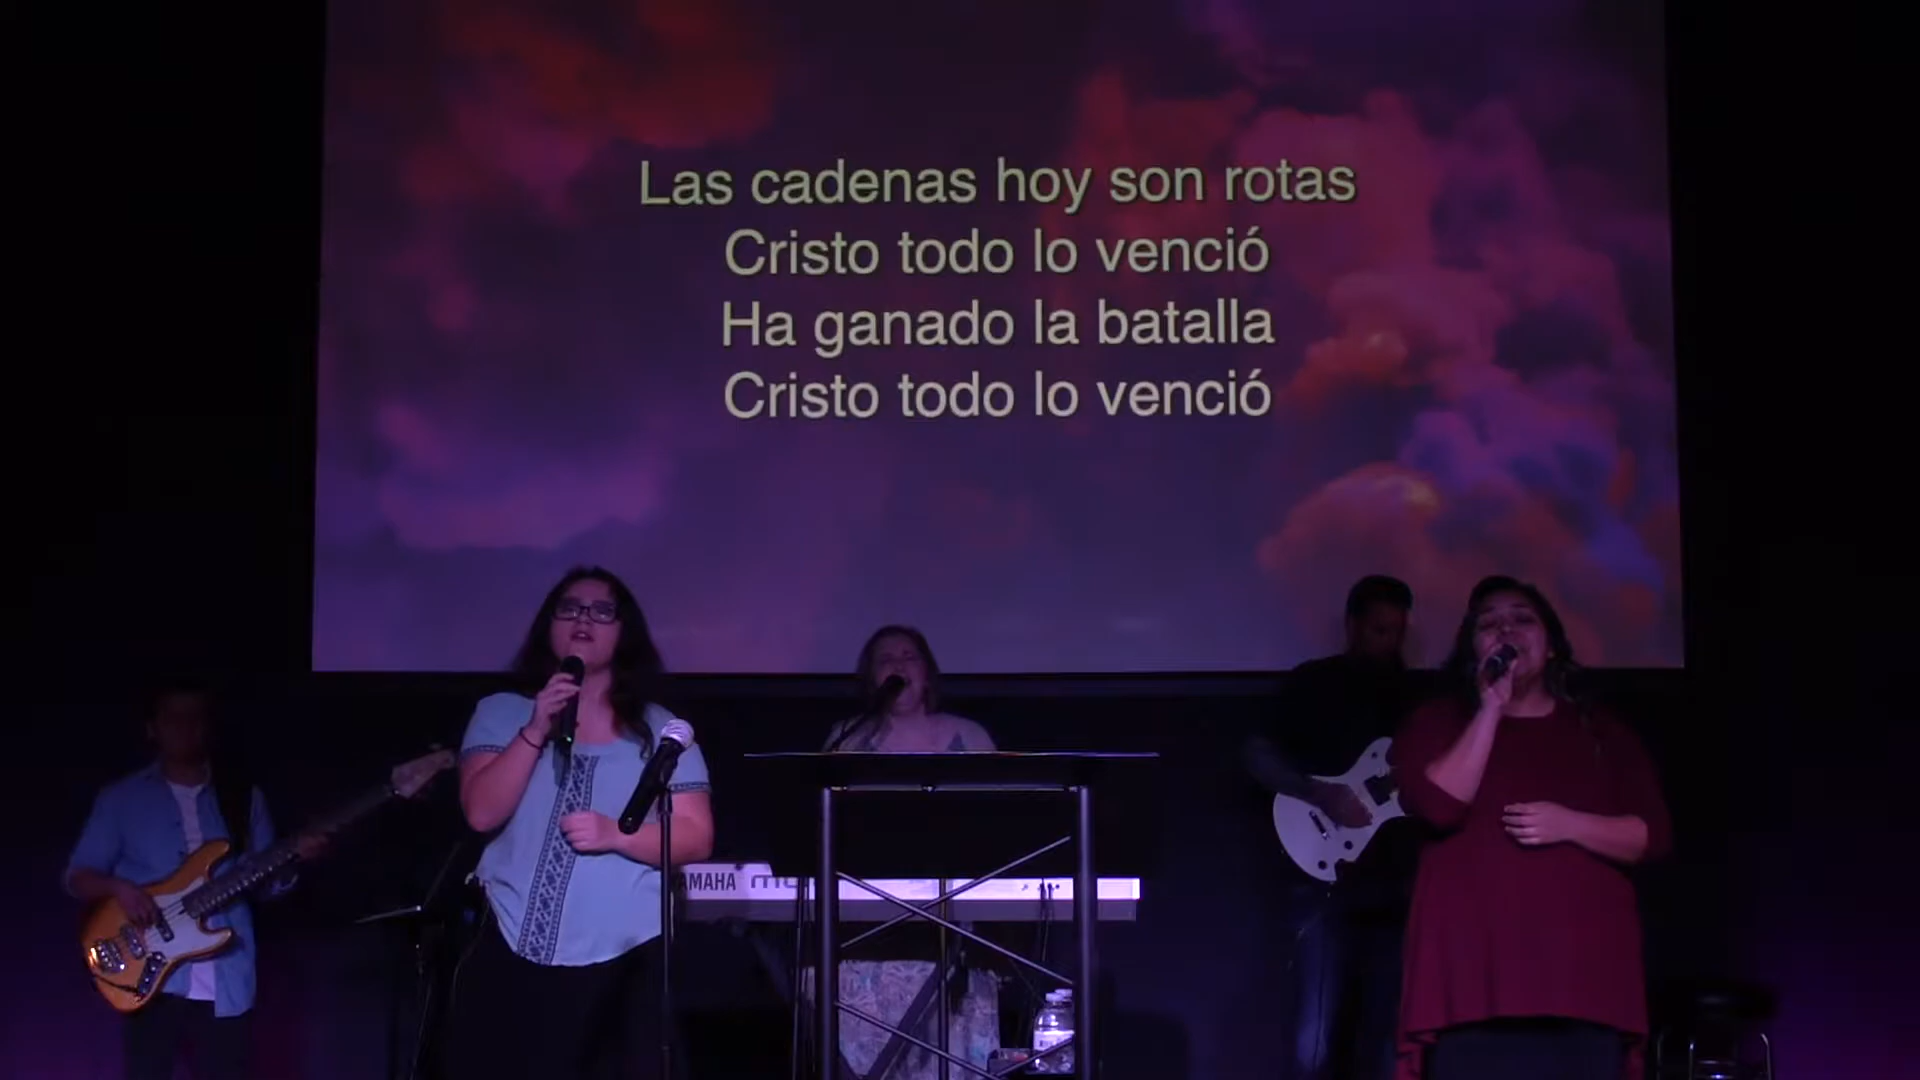 Las cadenas hoy son rotas
Cristo todo lo venció
Ha ganado la batalla
Cristo todo lo venció
YAMAHA